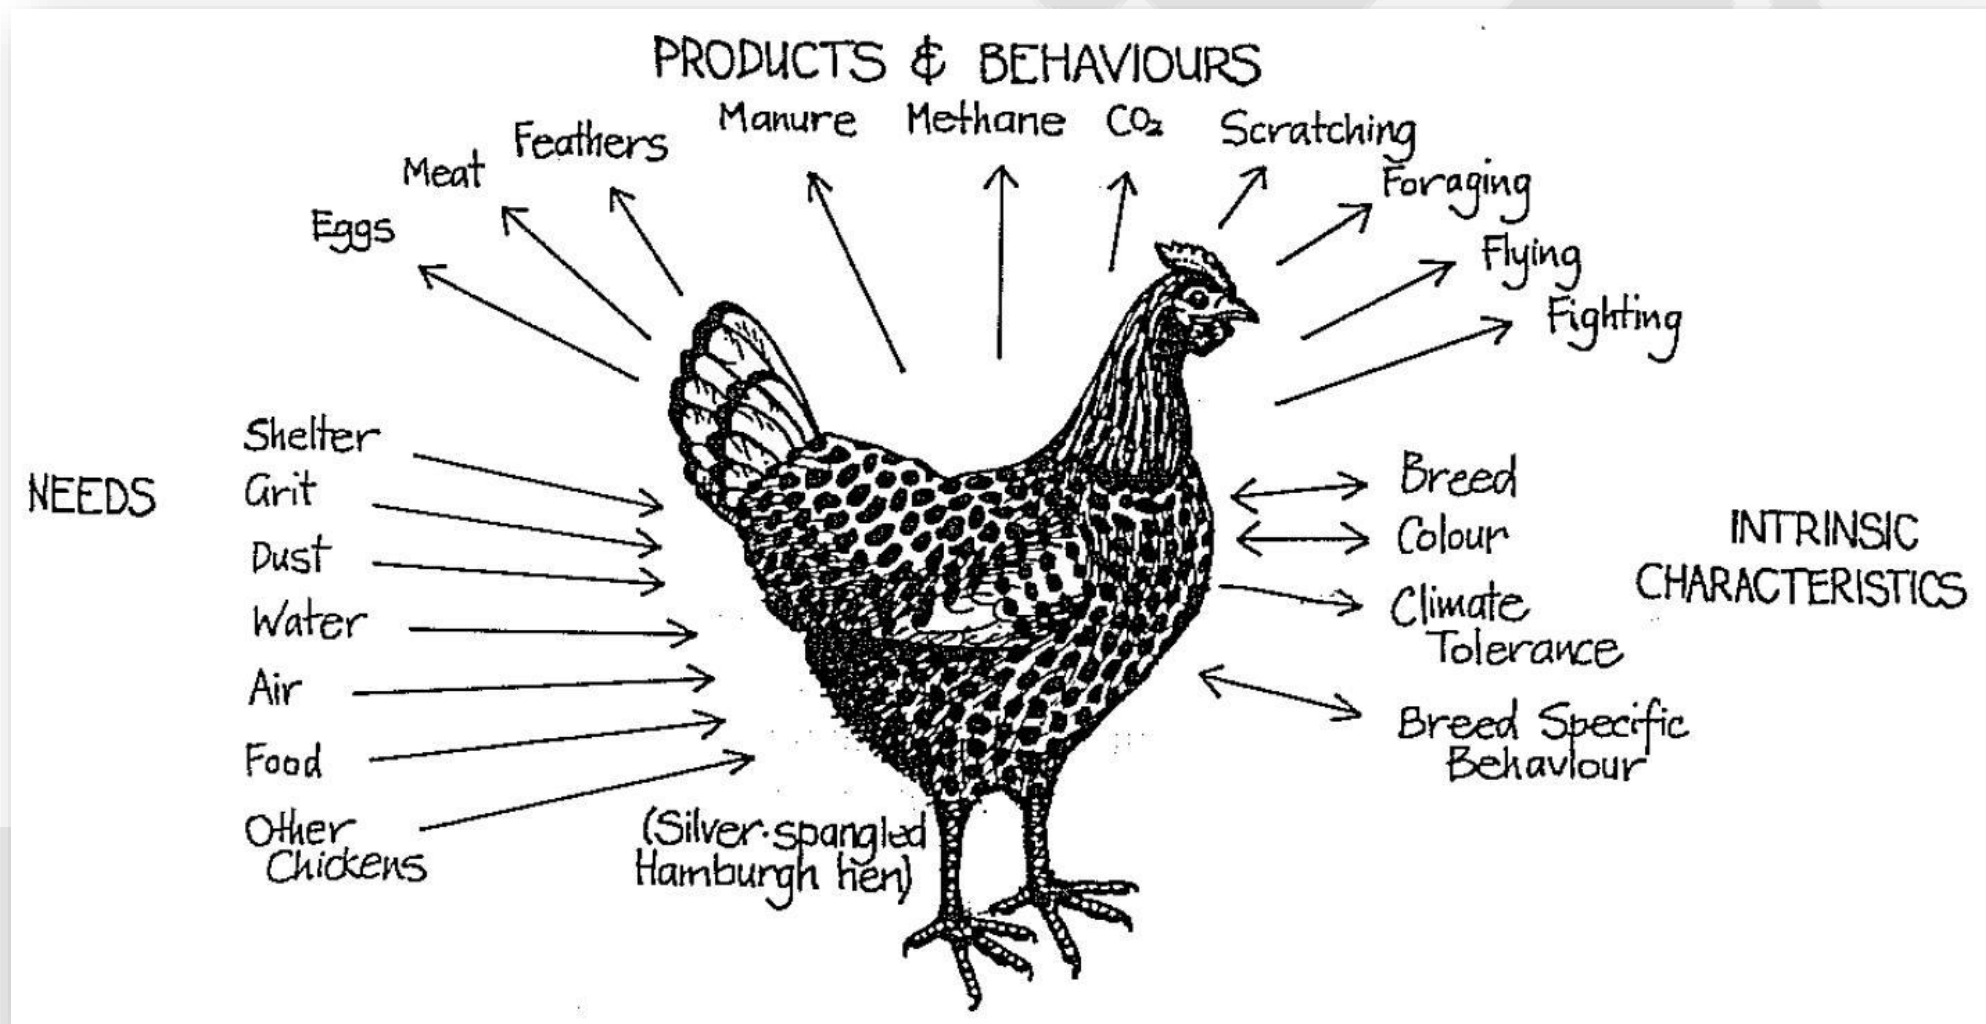 PRODUCTS & BEHAVIOURS
Eggs
Meat
Feathers
Manure
Methane
CO₂
Scratching
Foraging
Flying
Fighting
NEEDS
Shelter
Grit
Dust
Water
Air
Food
Other
Chickens
(Silver-spangled
Hamburgh hen)
Breed
Colour
Climate
Tolerance
Breed Specific
Behaviour
INTRINSIC
CHARACTERISTICS